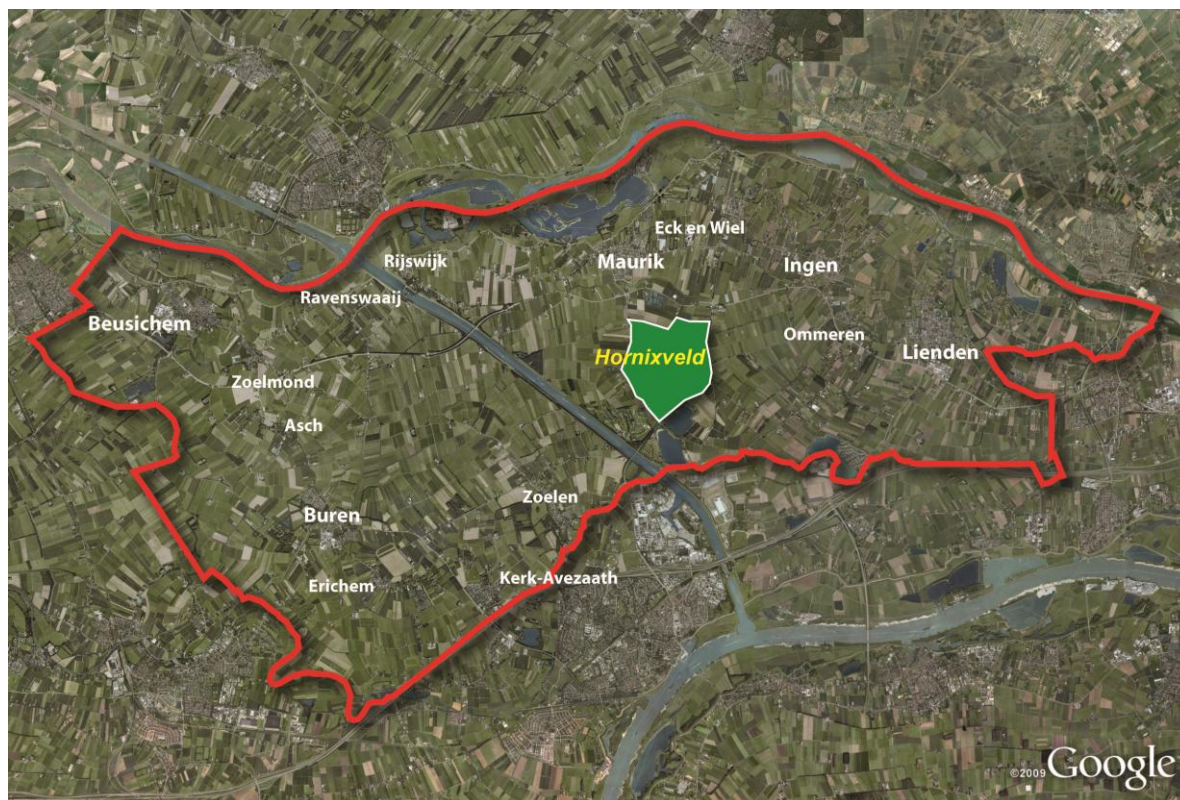 Eck en Wiel
Rijswijk
Maurik
Ingen
Ravenswaaij
Beusichem
Ommeren
Hornixveld
Lienden
Zoelmond
Asch
Zoelen
Buren
Kerk-Avezaath
Erichem
©2009 Google